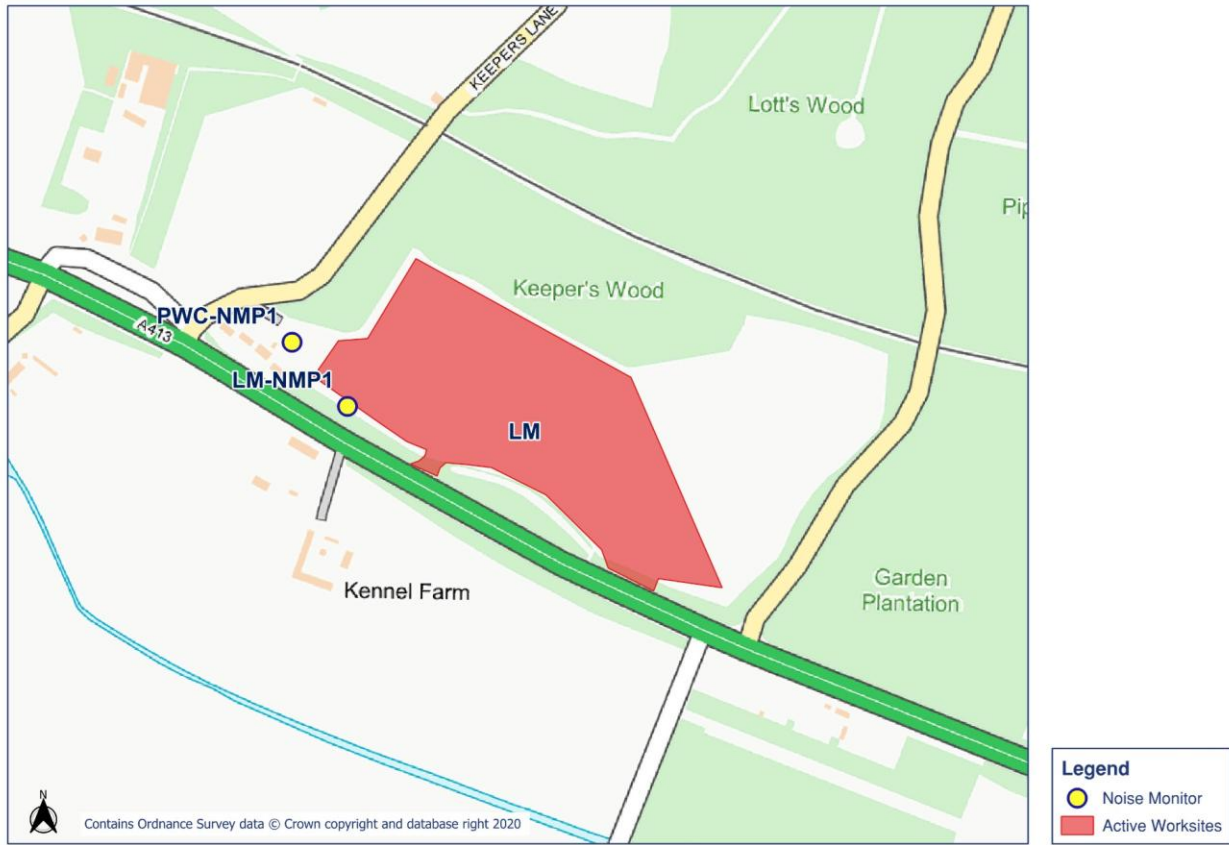 KEEPERS LANE
Lott's Wood
Pip
Keeper's Wood
PWC-NMP1
A413
LM-NMP1
LM
Kennel Farm
Garden
Plantation
N
Contains Ordnance Survey data © Crown copyright and database right 2020
Legend
Noise Monitor
Active Worksites